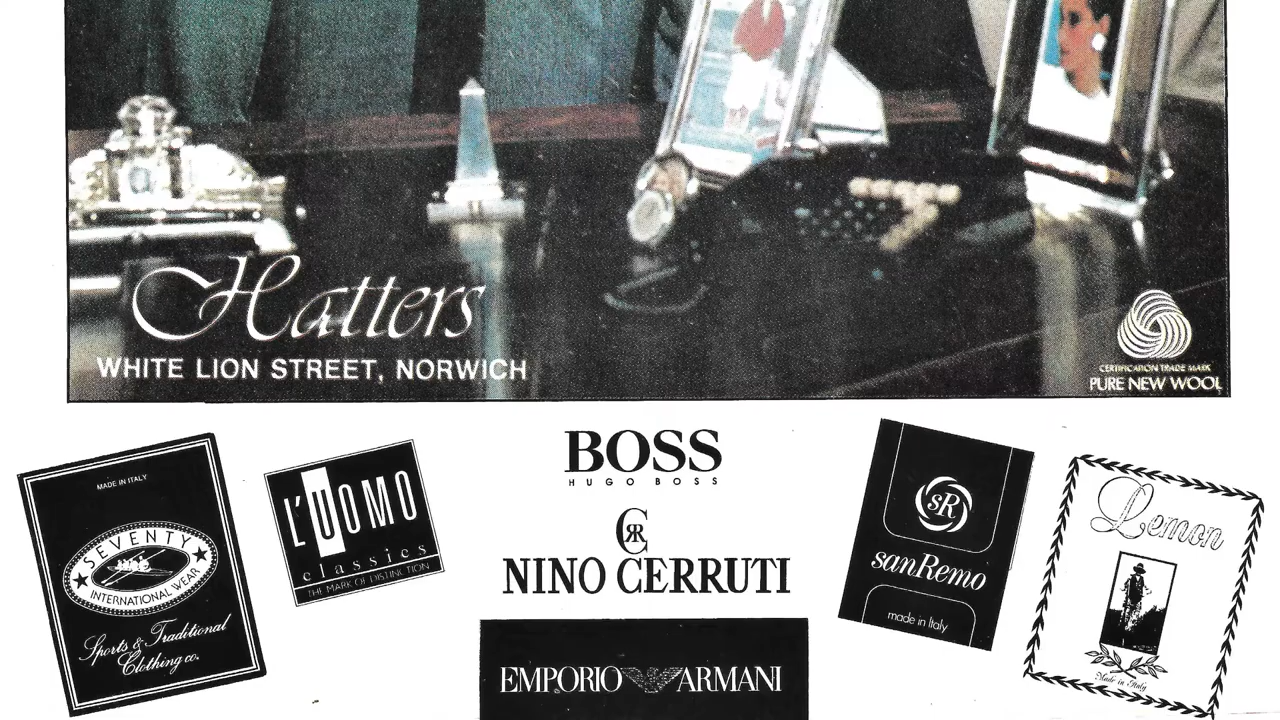 Hatters
WHITE LION STREET, NORWICH
CERTIFICATION TRADE MARK
PURE NEW WOOL
MADE IN ITALY
SEVENTY
INTERNATIONAL WEAR
Sports & Traditional
Clothing co.
L'UOMO
classics
THE MARK OF DISTINCTION
BOSS
HUGO BOSS
NINO CERRUTI
EMPORIO ARMANI
sR
sanRemo
made in Italy
Lemon
Made in Italy